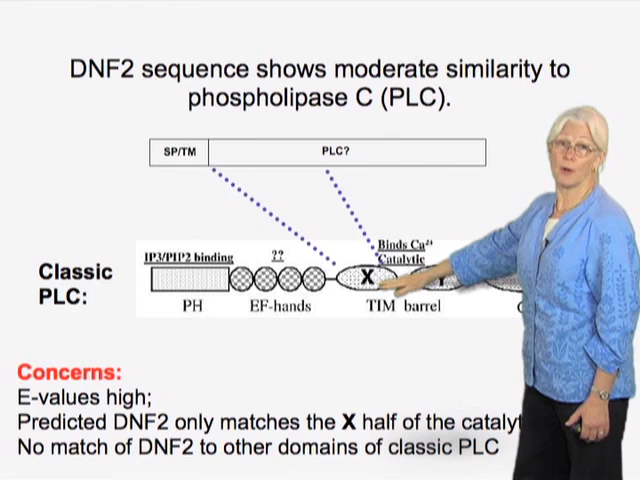 DNF2 sequence shows moderate similarity to
phospholipase C (PLC).
SP/TM PLC?
Binds Ca²⁺
IP3/PIP2 binding ?? Catalytic
Classic
PLC:
X
PH EF-hands TIM barrel
Concerns:
E-values high;
Predicted DNF2 only matches the X half of the
No match of DNF2 to other domains of classic PLC